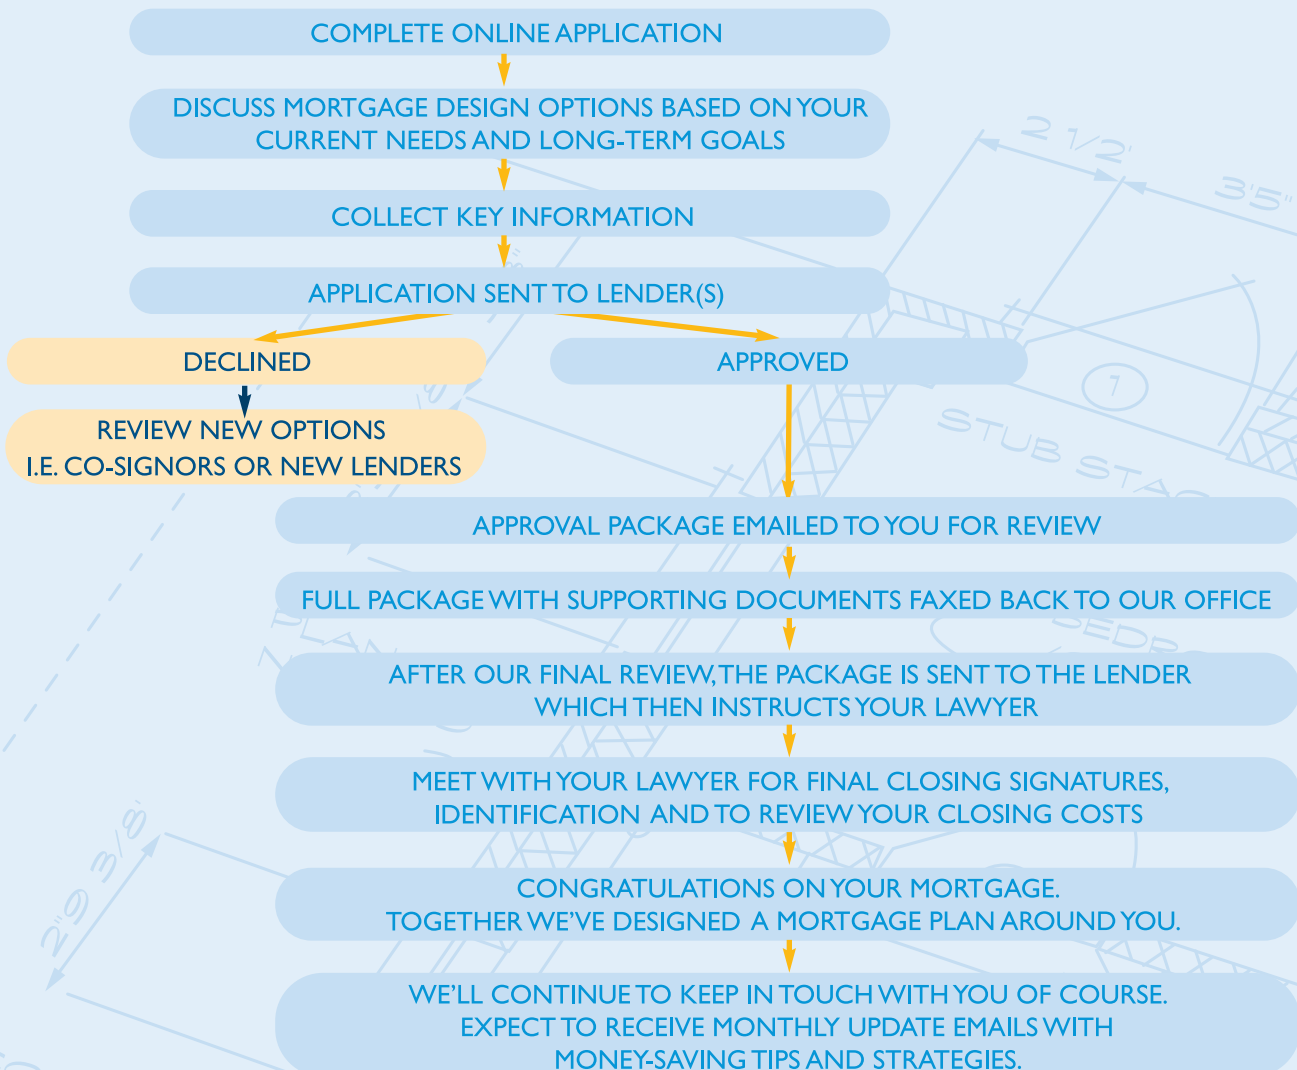 COMPLETE ONLINE APPLICATION
DISCUSS MORTGAGE DESIGN OPTIONS BASED ON YOUR
CURRENT NEEDS AND LONG-TERM GOALS
2 1/2'
3'5"
COLLECT KEY INFORMATION
APPLICATION SENT TO LENDER(S)
DECLINED
APPROVED
1
REVIEW NEW OPTIONS
I.E. CO-SIGNORS OR NEW LENDERS
STUB STAC
APPROVAL PACKAGE EMAILED TO YOU FOR REVIEW
FULL PACKAGE WITH SUPPORTING DOCUMENTS FAXED BACK TO OUR OFFICE
BEDR
AFTER OUR FINAL REVIEW, THE PACKAGE IS SENT TO THE LENDER
WHICH THEN INSTRUCTS YOUR LAWYER
MEET WITH YOUR LAWYER FOR FINAL CLOSING SIGNATURES,
IDENTIFICATION AND TO REVIEW YOUR CLOSING COSTS
2"9 3/8'
CONGRATULATIONS ON YOUR MORTGAGE.
TOGETHER WE'VE DESIGNED A MORTGAGE PLAN AROUND YOU.
WE'LL CONTINUE TO KEEP IN TOUCH WITH YOU OF COURSE.
EXPECT TO RECEIVE MONTHLY UPDATE EMAILS WITH
MONEY-SAVING TIPS AND STRATEGIES.